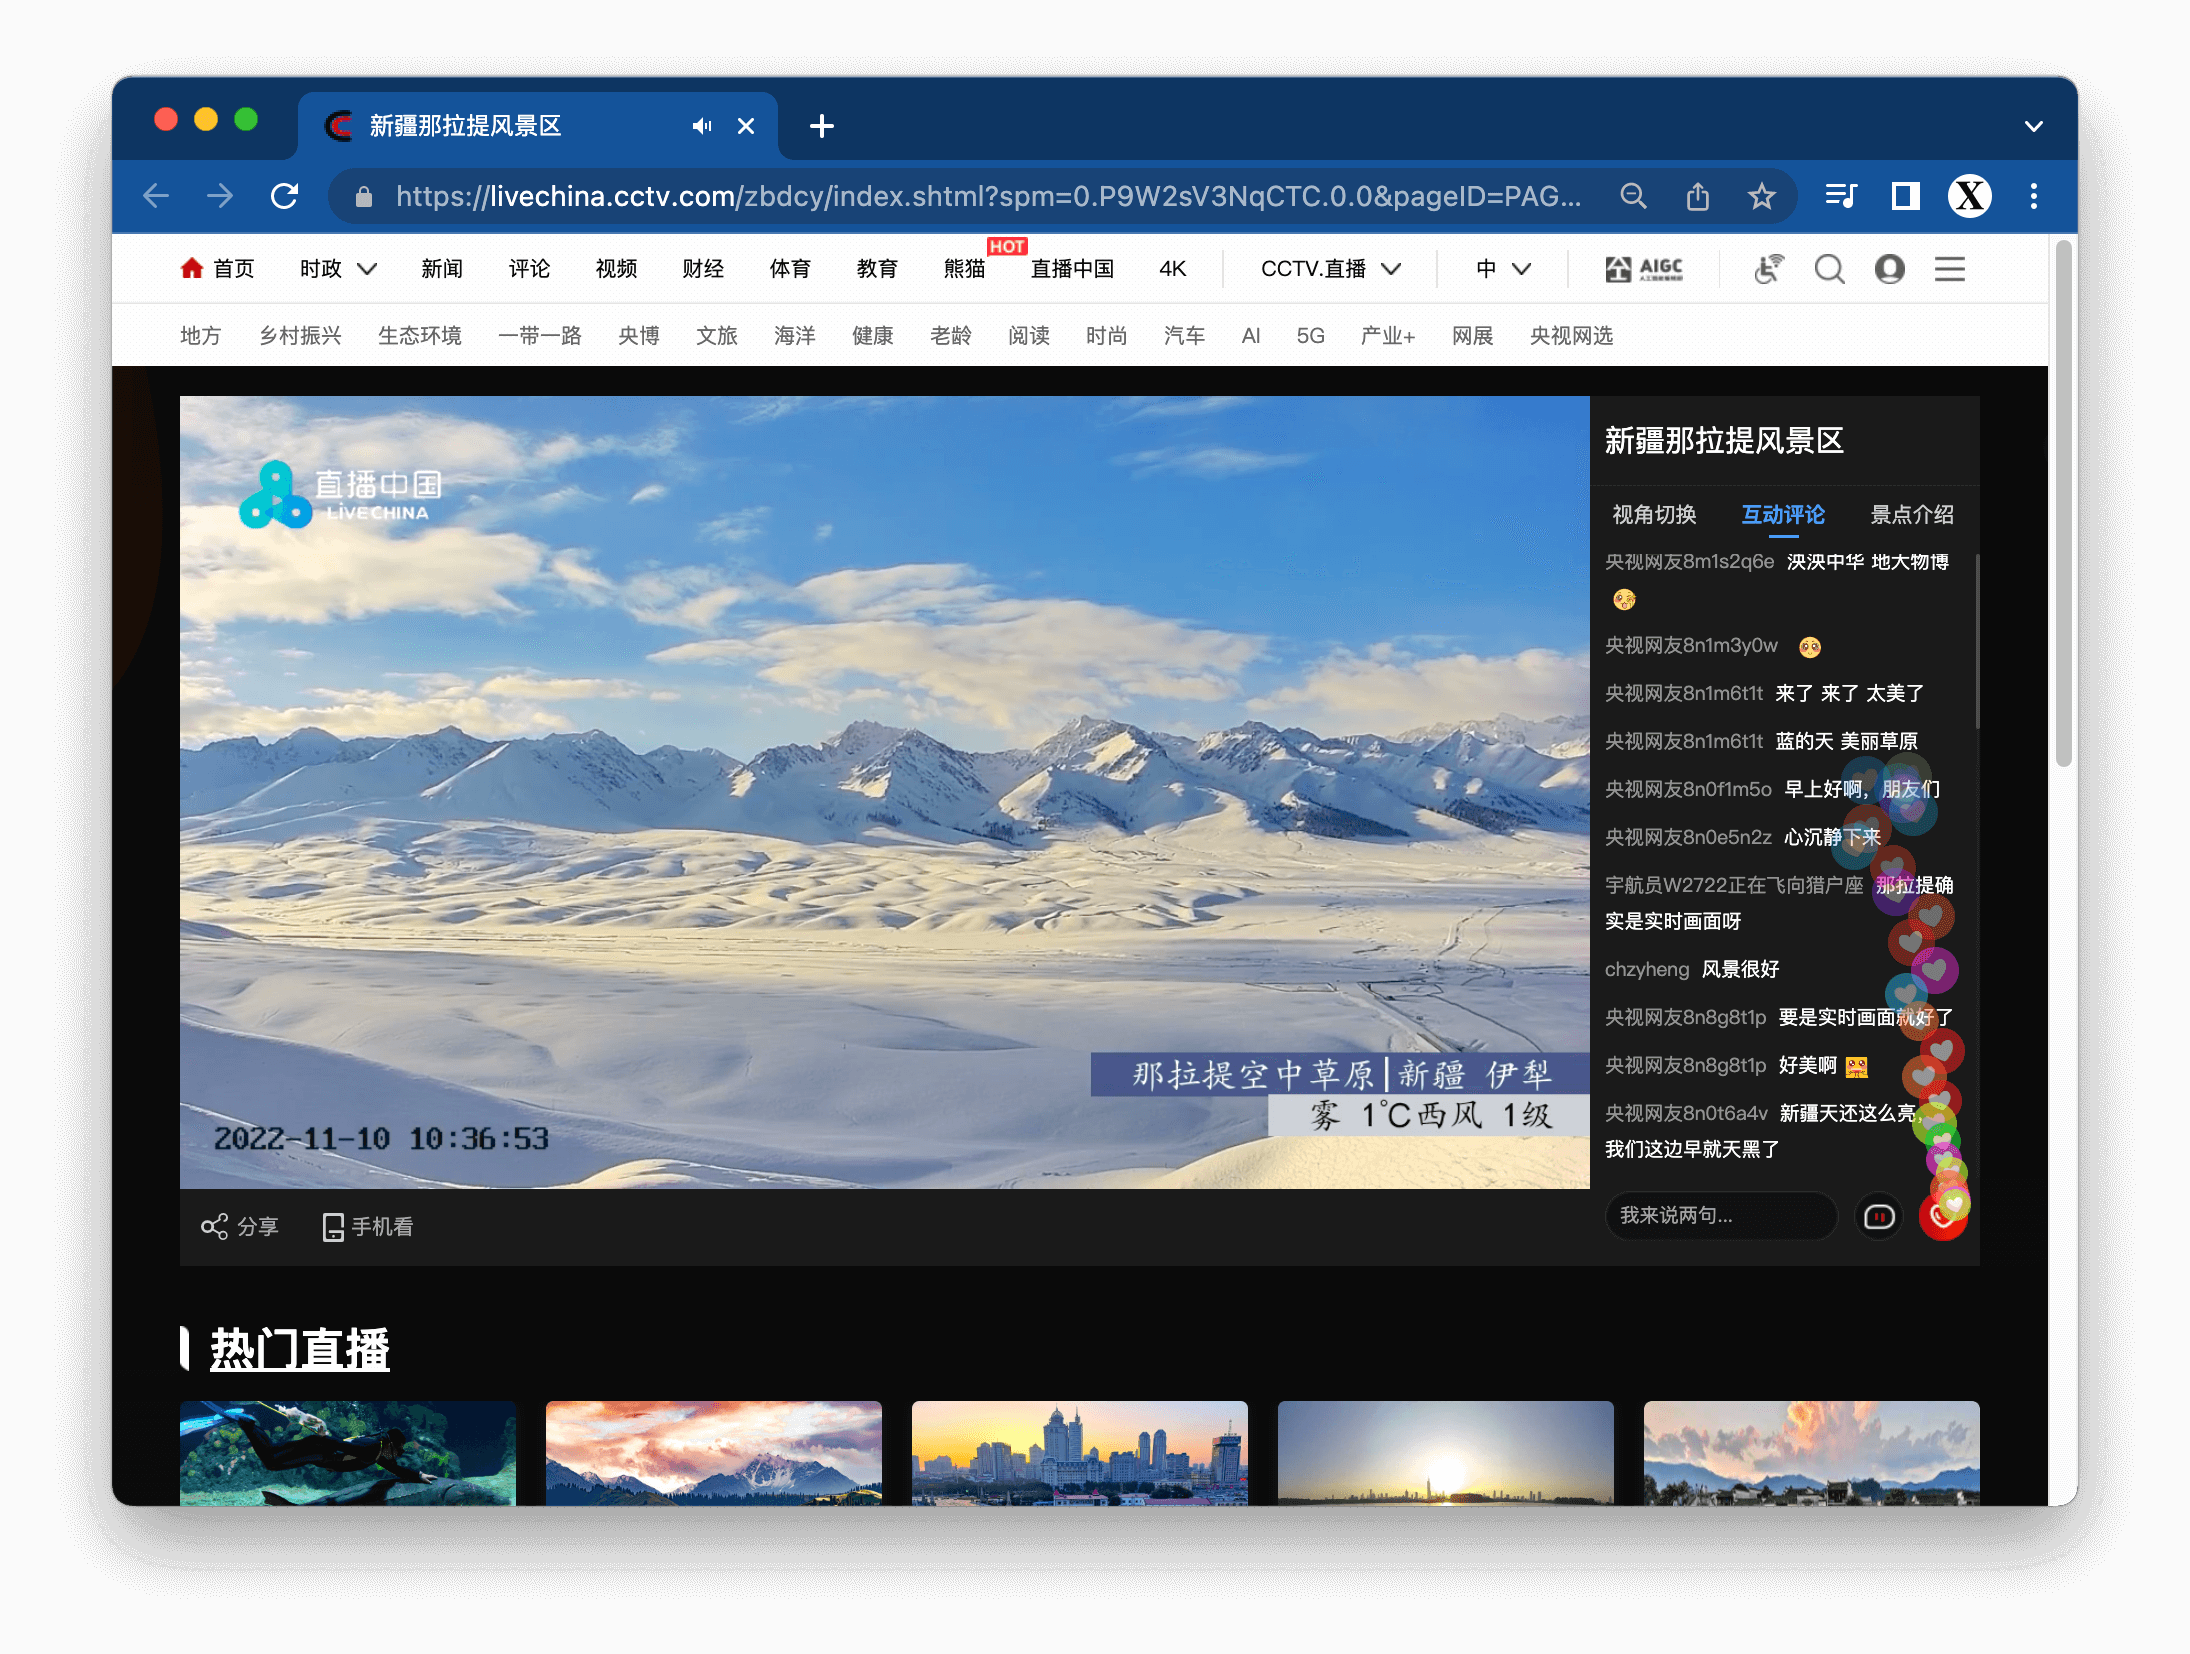 新疆那拉提风景区
https://livechina.cctv.com/zbdcy/index.shtml?spm=0.P9W2sV3NqCTC.0.0&pageID=PAG...
首页 时政 新闻 评论 视频 财经 体育 教育 熊猫 HOT 直播中国 4K CCTV.直播 中 AIGC
地方 乡村振兴 生态环境 一带一路 央博 文旅 海洋 健康 老龄 阅读 时尚 汽车 AI 5G 产业+ 网展 央视网选
直播中国
LIVECHINA
那拉提空中草原|新疆 伊犁
雾 1℃西风 1级
2022-11-10 10:36:53
分享 手机看
新疆那拉提风景区
视角切换 互动评论 景点介绍
央视网友8m1s2q6e 泱泱中华 地大物博
央视网友8n1m3y0w
央视网友8n1m6t1t 来了 来了 太美了
央视网友8n1m6t1t 蓝的天 美丽草原
央视网友8n0f1m5o 早上好啊，朋友们
央视网友8n0e5n2z 心沉静下来
宇航员W2722正在飞向猎户座 那拉提确
实是实时画面呀
chzyheng 风景很好
央视网友8n8g8t1p 要是实时画面就好了
央视网友8n8g8t1p 好美啊
央视网友8n0t6a4v 新疆天还这么亮，
我们这边早就天黑了
我来说两句...
热门直播